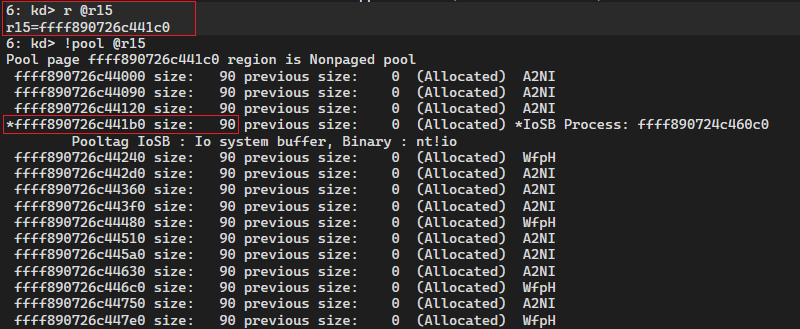 6: kd> r @r15
r15=ffff890726c441c0
6: kd> !pool @r15
Pool page ffff890726c441c0 region is Nonpaged pool
 ffff890726c44000 size:   90 previous size:    0  (Allocated)  A2NI
 ffff890726c44090 size:   90 previous size:    0  (Allocated)  A2NI
 ffff890726c44120 size:   90 previous size:    0  (Allocated)  A2NI
*ffff890726c441b0 size:   90 previous size:    0  (Allocated) *IoSB Process: ffff890724c460c0
        Pooltag IoSB : Io system buffer, Binary : nt!io
 ffff890726c44240 size:   90 previous size:    0  (Allocated)  WfpH
 ffff890726c442d0 size:   90 previous size:    0  (Allocated)  A2NI
 ffff890726c44360 size:   90 previous size:    0  (Allocated)  A2NI
 ffff890726c443f0 size:   90 previous size:    0  (Allocated)  A2NI
 ffff890726c44480 size:   90 previous size:    0  (Allocated)  WfpH
 ffff890726c44510 size:   90 previous size:    0  (Allocated)  A2NI
 ffff890726c445a0 size:   90 previous size:    0  (Allocated)  A2NI
 ffff890726c44630 size:   90 previous size:    0  (Allocated)  A2NI
 ffff890726c446c0 size:   90 previous size:    0  (Allocated)  WfpH
 ffff890726c44750 size:   90 previous size:    0  (Allocated)  A2NI
 ffff890726c447e0 size:   90 previous size:    0  (Allocated)  WfpH